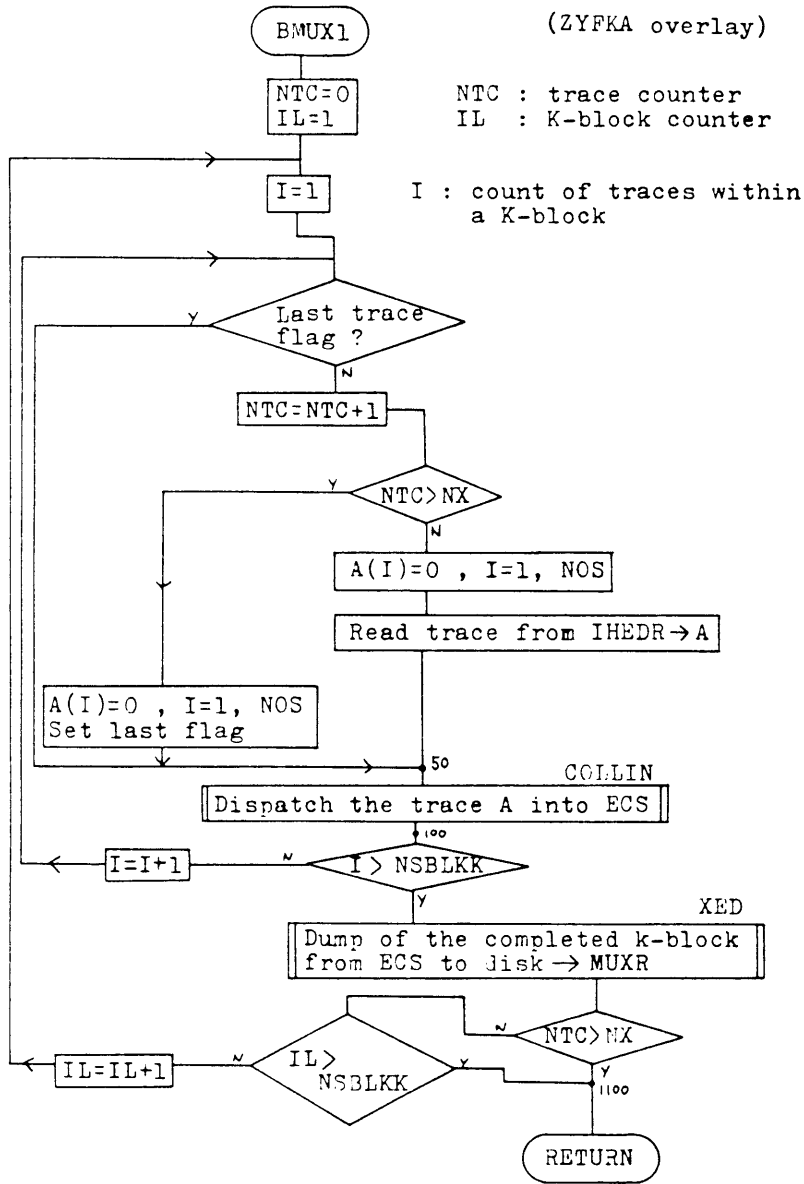 BMUX1
(ZYFKA overlay)
NTC=0
IL=1
NTC : trace counter
IL : K-block counter
I=1
I : count of traces within
a K-block
Last trace
flag ?
Y
N
NTC=NTC+1
NTC>NX
Y
N
A(I)=0 , I=1, NOS
Read trace from IHEDR→A
A(I)=0 , I=1, NOS
Set last flag
50
COLLIN
Dispatch the trace A into ECS
100
I=I+1
N
I> NSBLKK
Y
XED
Dump of the completed k-block
from ECS to disk → MUXR
N
NTC>NX
Y
IL=IL+1
N
IL>
NSBLKK
Y
1100
RETURN